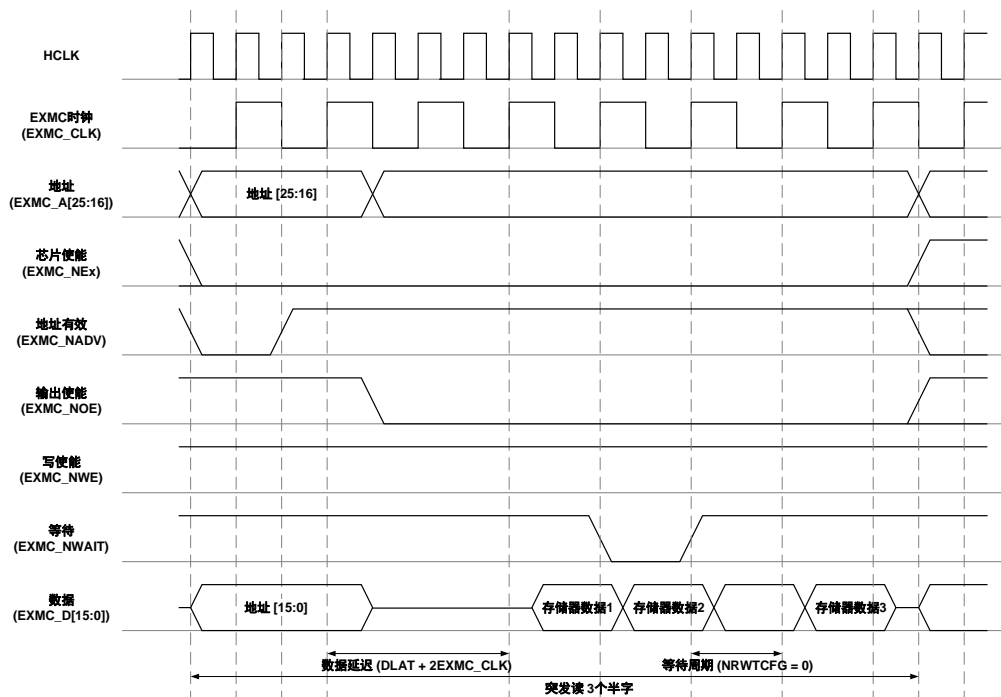 HCLK
EXMC时钟
(EXMC_CLK)
地址
(EXMC_A[25:16])
地址 [25:16]
芯片使能
(EXMC_NEx)
地址有效
(EXMC_NADV)
输出使能
(EXMC_NOE)
写使能
(EXMC_NWE)
等待
(EXMC_NWAIT)
数据
(EXMC_D[15:0])
地址 [15:0]
存储器数据1
存储器数据2
存储器数据3
数据延迟 (DLAT + 2EXMC_CLK)
等待周期 (NRWTCFG = 0)
突发读 3个半字